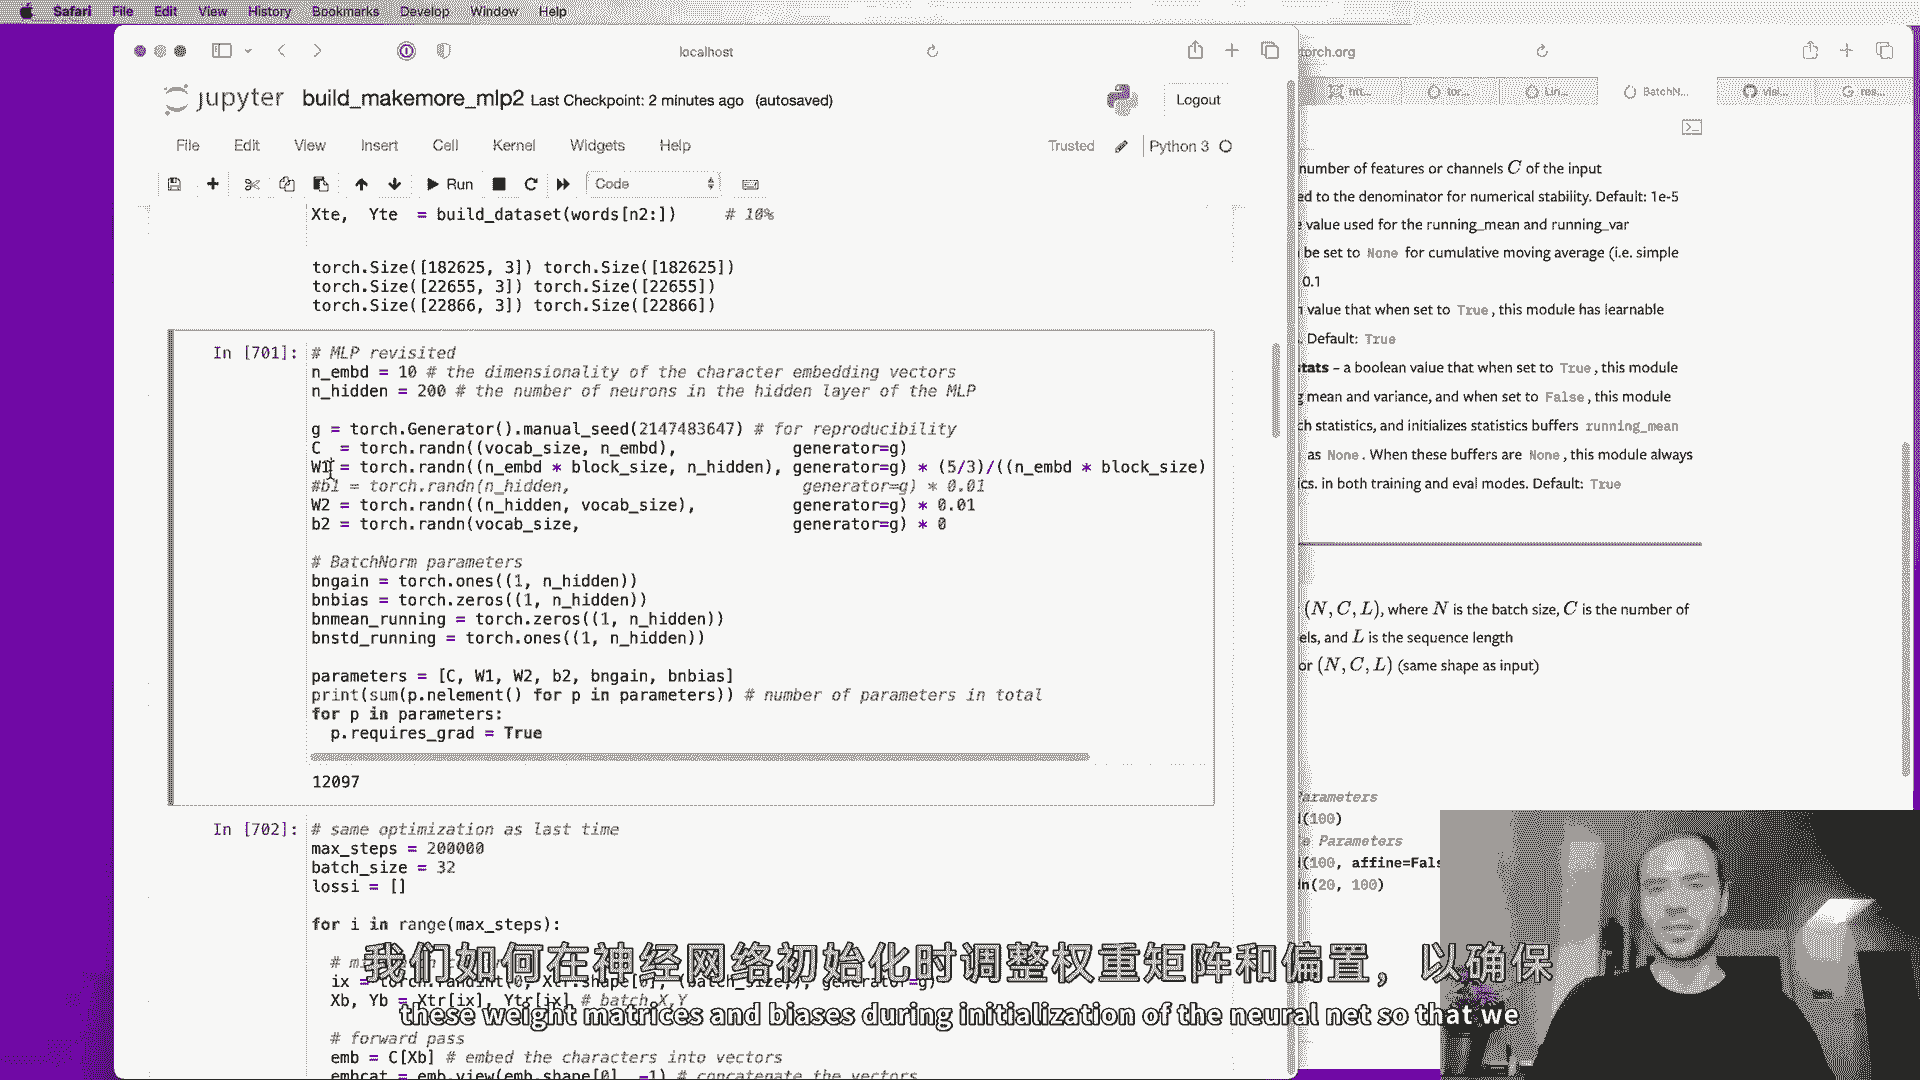 Safari File Edit View History Bookmarks Develop Window Help
localhost
torch.org
jupyter build_makemore_mlp2 Last Checkpoint: 2 minutes ago (autosaved)
Logout
BatchN...
File Edit View Insert Cell Kernel Widgets Help
Trusted
Python 3
Run
Code
Xte, Yte = build_dataset(words[n2:]) # 10%
torch.Size([182625, 3]) torch.Size([182625])
torch.Size([22655, 3]) torch.Size([22655])
torch.Size([22866, 3]) torch.Size([22866])
In [701]:
# MLP revisited
n_embd = 10 # the dimensionality of the character embedding vectors
n_hidden = 200 # the number of neurons in the hidden layer of the MLP
g = torch.Generator().manual_seed(2147483647) # for reproducibility
C = torch.randn((vocab_size, n_embd), generator=g)
W1 = torch.randn((n_embd * block_size, n_hidden), generator=g) * (5/3)/((n_embd * block_size)
#b1 = torch.randn(n_hidden, generator=g) * 0.01
W2 = torch.randn((n_hidden, vocab_size), generator=g) * 0.01
b2 = torch.randn(vocab_size, generator=g) * 0
# BatchNorm parameters
bngain = torch.ones((1, n_hidden))
bnbias = torch.zeros((1, n_hidden))
bnmean_running = torch.zeros((1, n_hidden))
bnstd_running = torch.ones((1, n_hidden))
parameters = [C, W1, W2, b2, bngain, bnbias]
print(sum(p.nelement() for p in parameters)) # number of parameters in total
for p in parameters:
p.requires_grad = True
12097
In [702]:
# same optimization as last time
max_steps = 200000
batch_size = 32
lossi = []
for i in range(max_steps):
ix = torch.randint(0, Xtr.shape[0], (batch_size,), generator=g)
Xb, Yb = Xtr[ix], Ytr[ix] # batch X,Y
# forward pass
emb = C[Xb] # embed the characters into vectors
embcat = emb.view(emb.shape[0], -1) # concatenate the vectors
number of features or channels C of the input
ed to the denominator for numerical stability. Default: 1e-5
value used for the running_mean and running_var
be set to None for cumulative moving average (i.e. simple
0.1
value that when set to True, this module has learnable
. Default: True
tats – a boolean value that when set to True, this module
mean and variance, and when set to False, this module
ch statistics, and initializes statistics buffers running_mean
as None. When these buffers are None, this module always
cs. in both training and eval modes. Default: True
(N, C, L), where N is the batch size, C is the number of
els, and L is the sequence length
or (N, C, L) (same shape as input)
Parameters
(100)
Parameters
(100, affine=Fals
n(20, 100)
我们如何在神经网络初始化时调整权重矩阵和偏置，以确保
these weight matrices and biases during initialization of the neural net so that we